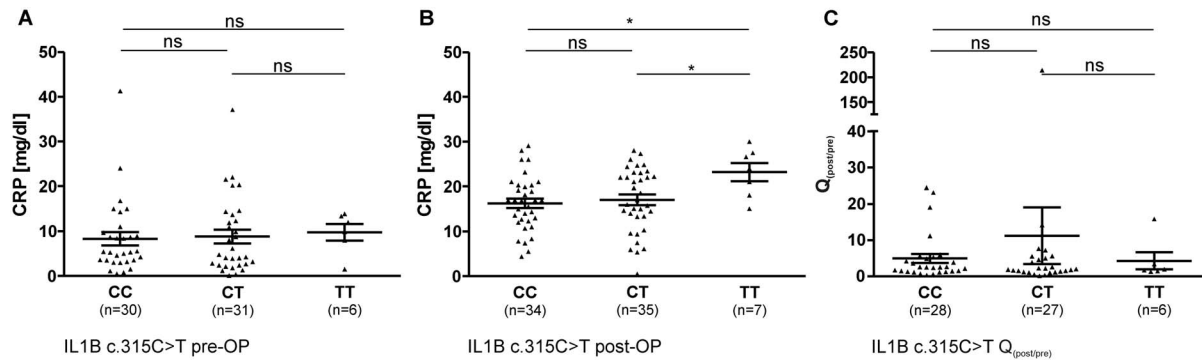 A
ns
ns
ns
CRP [mg/dl]
50
40
30
20
10
0
CC
CT
TT
(n=30)
(n=31)
(n=6)
IL1B c.315C>T pre-OP
B
*
ns
*
CRP [mg/dl]
50
40
30
20
10
0
CC
CT
TT
(n=34)
(n=35)
(n=7)
IL1B c.315C>T post-OP
C
ns
ns
ns
Q(post/pre)
250
200
150
100
40
30
20
10
0
CC
CT
TT
(n=28)
(n=27)
(n=6)
IL1B c.315C>T Q(post/pre)